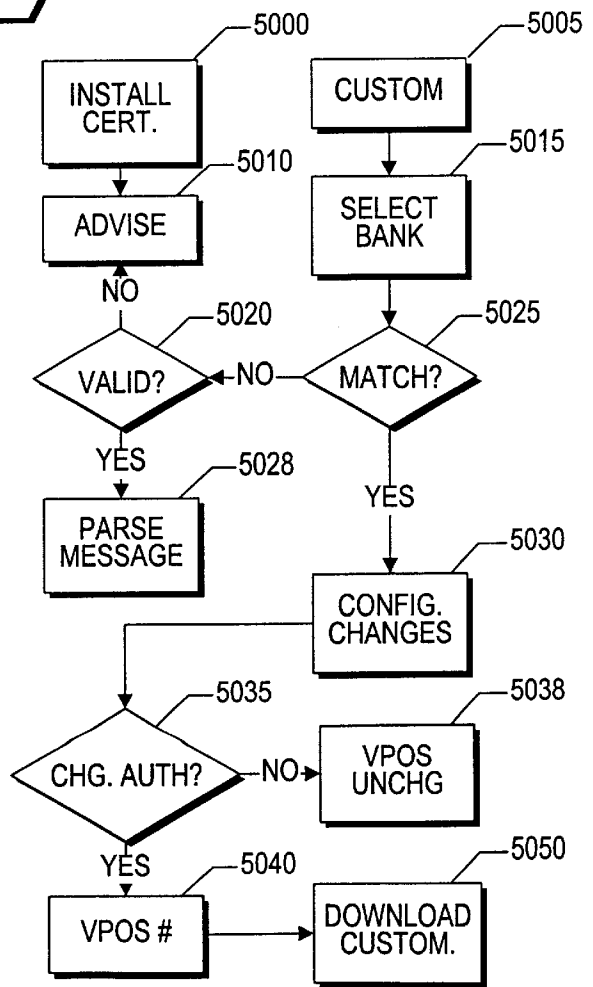 5000
INSTALL
CERT.
5005
CUSTOM
5010
ADVISE
5015
SELECT
BANK
NO
5020
VALID?
NO
5025
MATCH?
YES
5028
PARSE
MESSAGE
YES
5030
CONFIG.
CHANGES
5035
CHG. AUTH?
NO
5038
VPOS
UNCHG
YES
5040
VPOS #
5050
DOWNLOAD
CUSTOM.